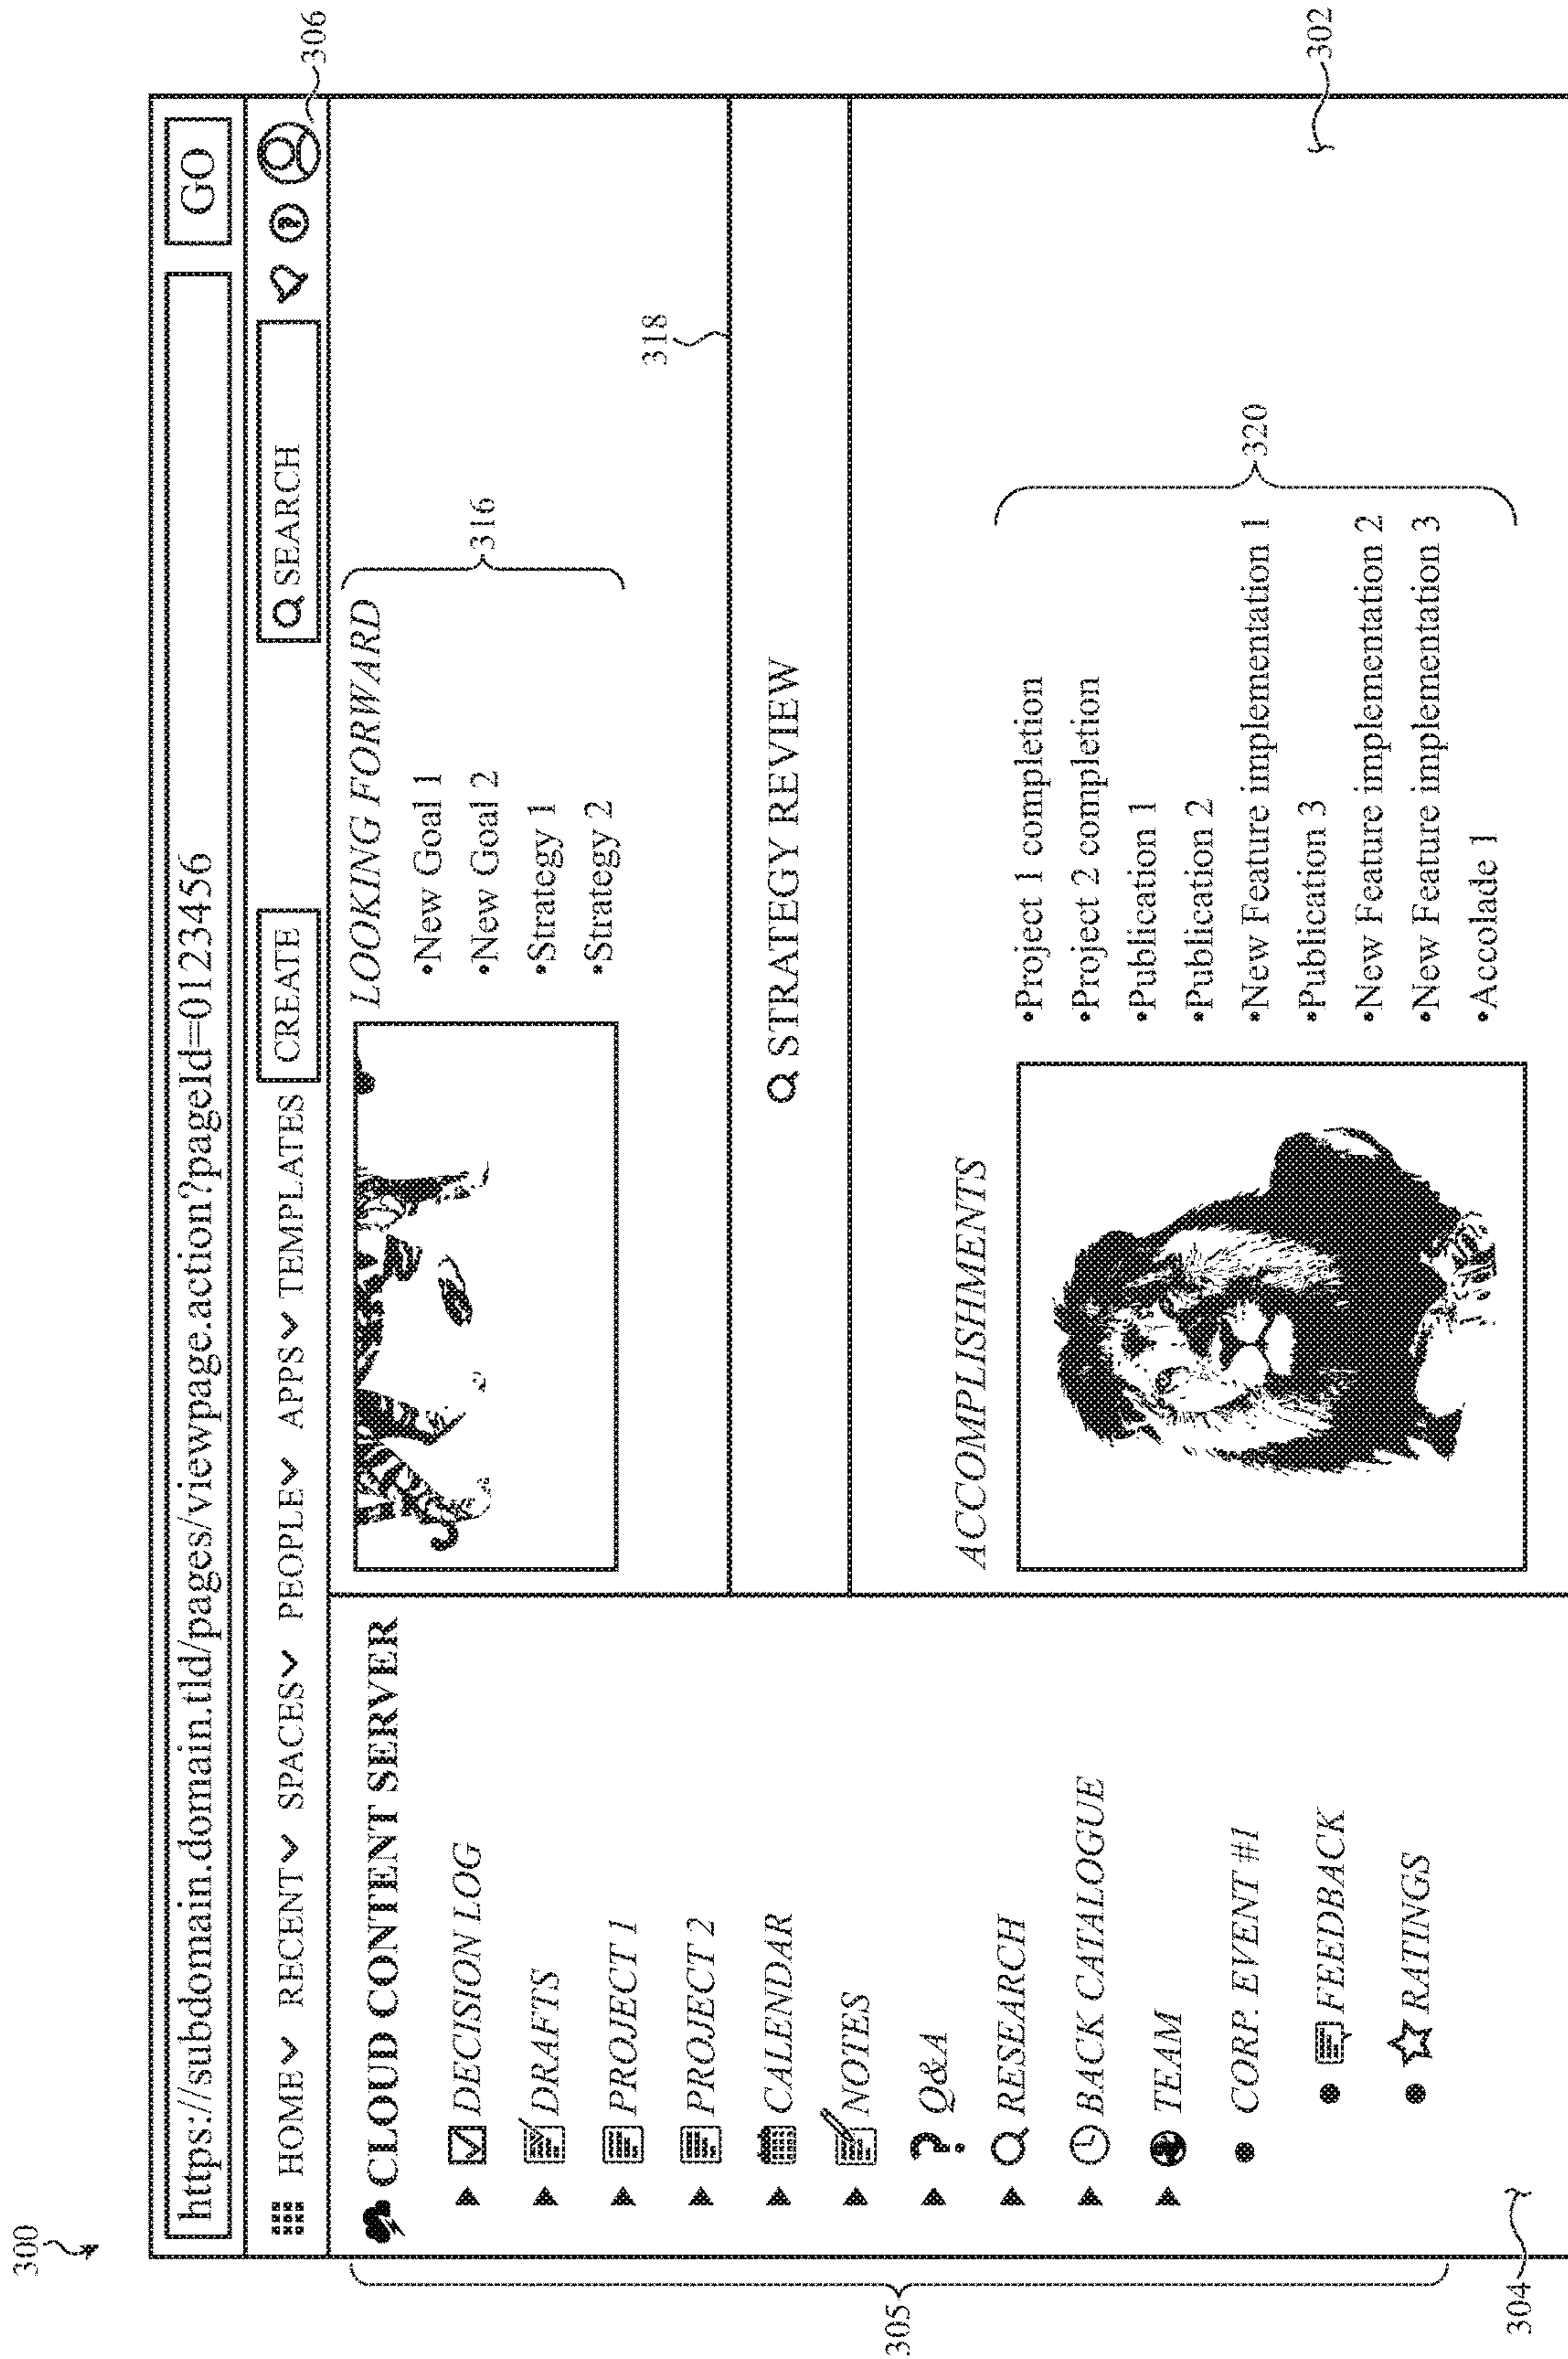 300
https://subdomain.domain.tld/pages/viewpage.action?pageId=0123456 GO
HOME RECENT SPACES PEOPLE APPS TEMPLATES CREATE SEARCH
306
CLOUD CONTENT SERVER
DECISION LOG
DRAFTS
PROJECT 1
PROJECT 2
CALENDAR
NOTES
Q&A
RESEARCH
BACK CATALOGUE
TEAM
• CORP. EVENT #1
• FEEDBACK
• RATINGS
305
304
LOOKING FORWARD
•New Goal 1
•New Goal 2
•Strategy 1
•Strategy 2
316
318
STRATEGY REVIEW
ACCOMPLISHMENTS
•Project 1 completion
•Project 2 completion
•Publication 1
•Publication 2
•New Feature implementation 1
•Publication 3
•New Feature implementation 2
•New Feature implementation 3
•Accolade 1
320
302